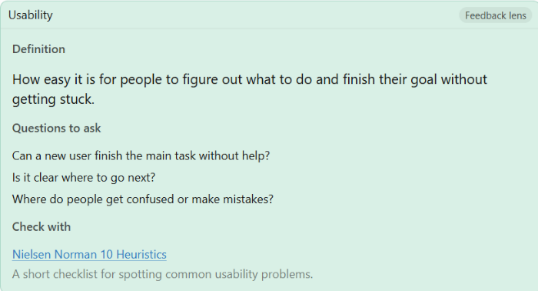 Usability
Feedback lens
Definition
How easy it is for people to figure out what to do and finish their goal without
getting stuck.
Questions to ask
Can a new user finish the main task without help?
Is it clear where to go next?
Where do people get confused or make mistakes?
Check with
Nielsen Norman 10 Heuristics
A short checklist for spotting common usability problems.